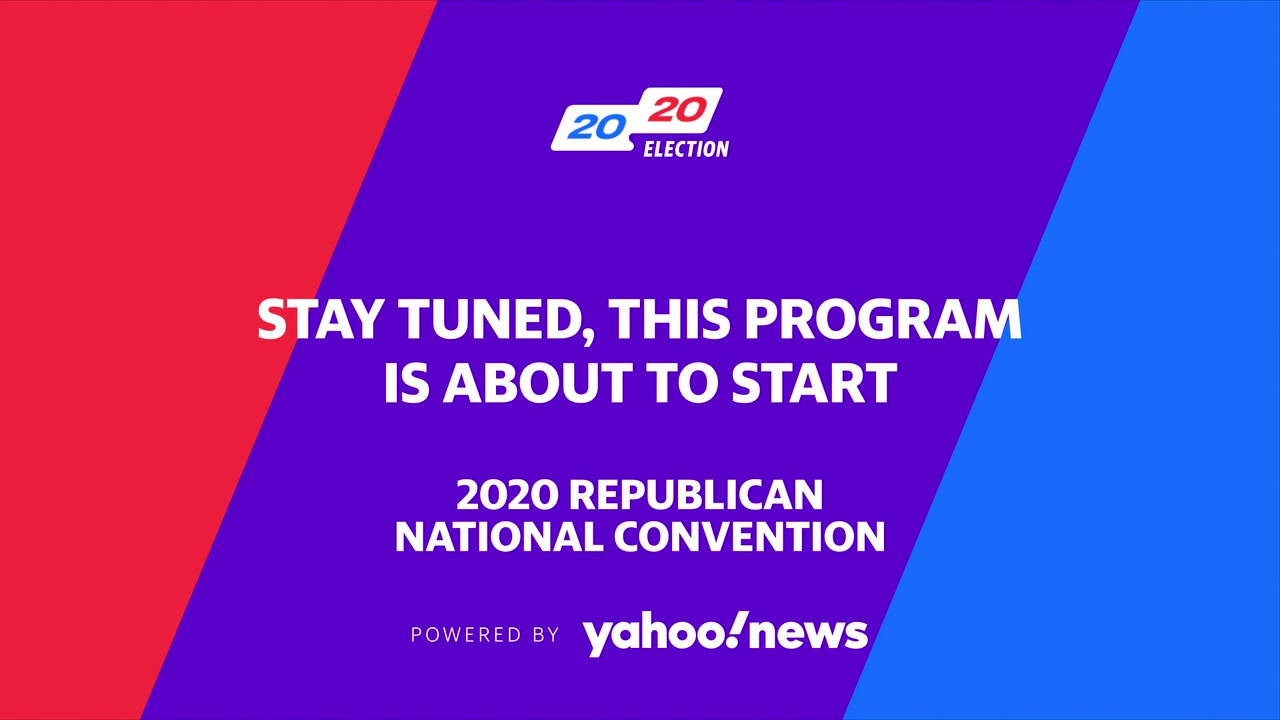 20 20
ELECTION
STAY TUNED, THIS PROGRAM
IS ABOUT TO START
2020 REPUBLICAN
NATIONAL CONVENTION
POWERED BY yahoo!news